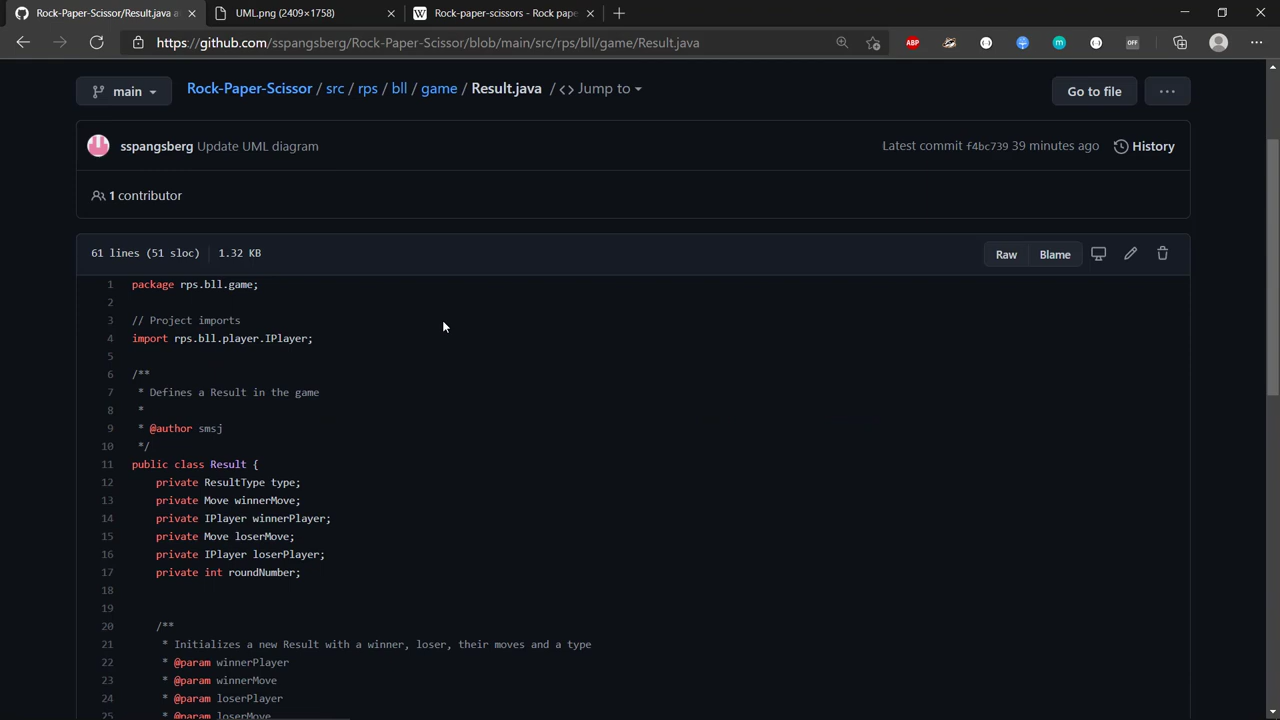 Rock-Paper-Scissor/Result.java a
UML.png (2409×1758)
W Rock-paper-scissors - Rock pape
https://github.com/sspangsberg/Rock-Paper-Scissor/blob/main/src/rps/bll/game/Result.java
ABP
m
OFF
main
Rock-Paper-Scissor / src / rps / bll / game / Result.java / <> Jump to
Go to file
...
sspangsberg Update UML diagram
Latest commit f4bc739 39 minutes ago
History
1 contributor
61 lines (51 sloc) 1.32 KB
Raw
Blame
1 package rps.bll.game;
2
3 // Project imports
4 import rps.bll.player.IPlayer;
5
6 /**
7 * Defines a Result in the game
8 *
9 * @author smsj
10 */
11 public class Result {
12 private ResultType type;
13 private Move winnerMove;
14 private IPlayer winnerPlayer;
15 private Move loserMove;
16 private IPlayer loserPlayer;
17 private int roundNumber;
18
19
20 /**
21 * Initializes a new Result with a winner, loser, their moves and a type
22 * @param winnerPlayer
23 * @param winnerMove
24 * @param loserPlayer
25 * @param loserMove